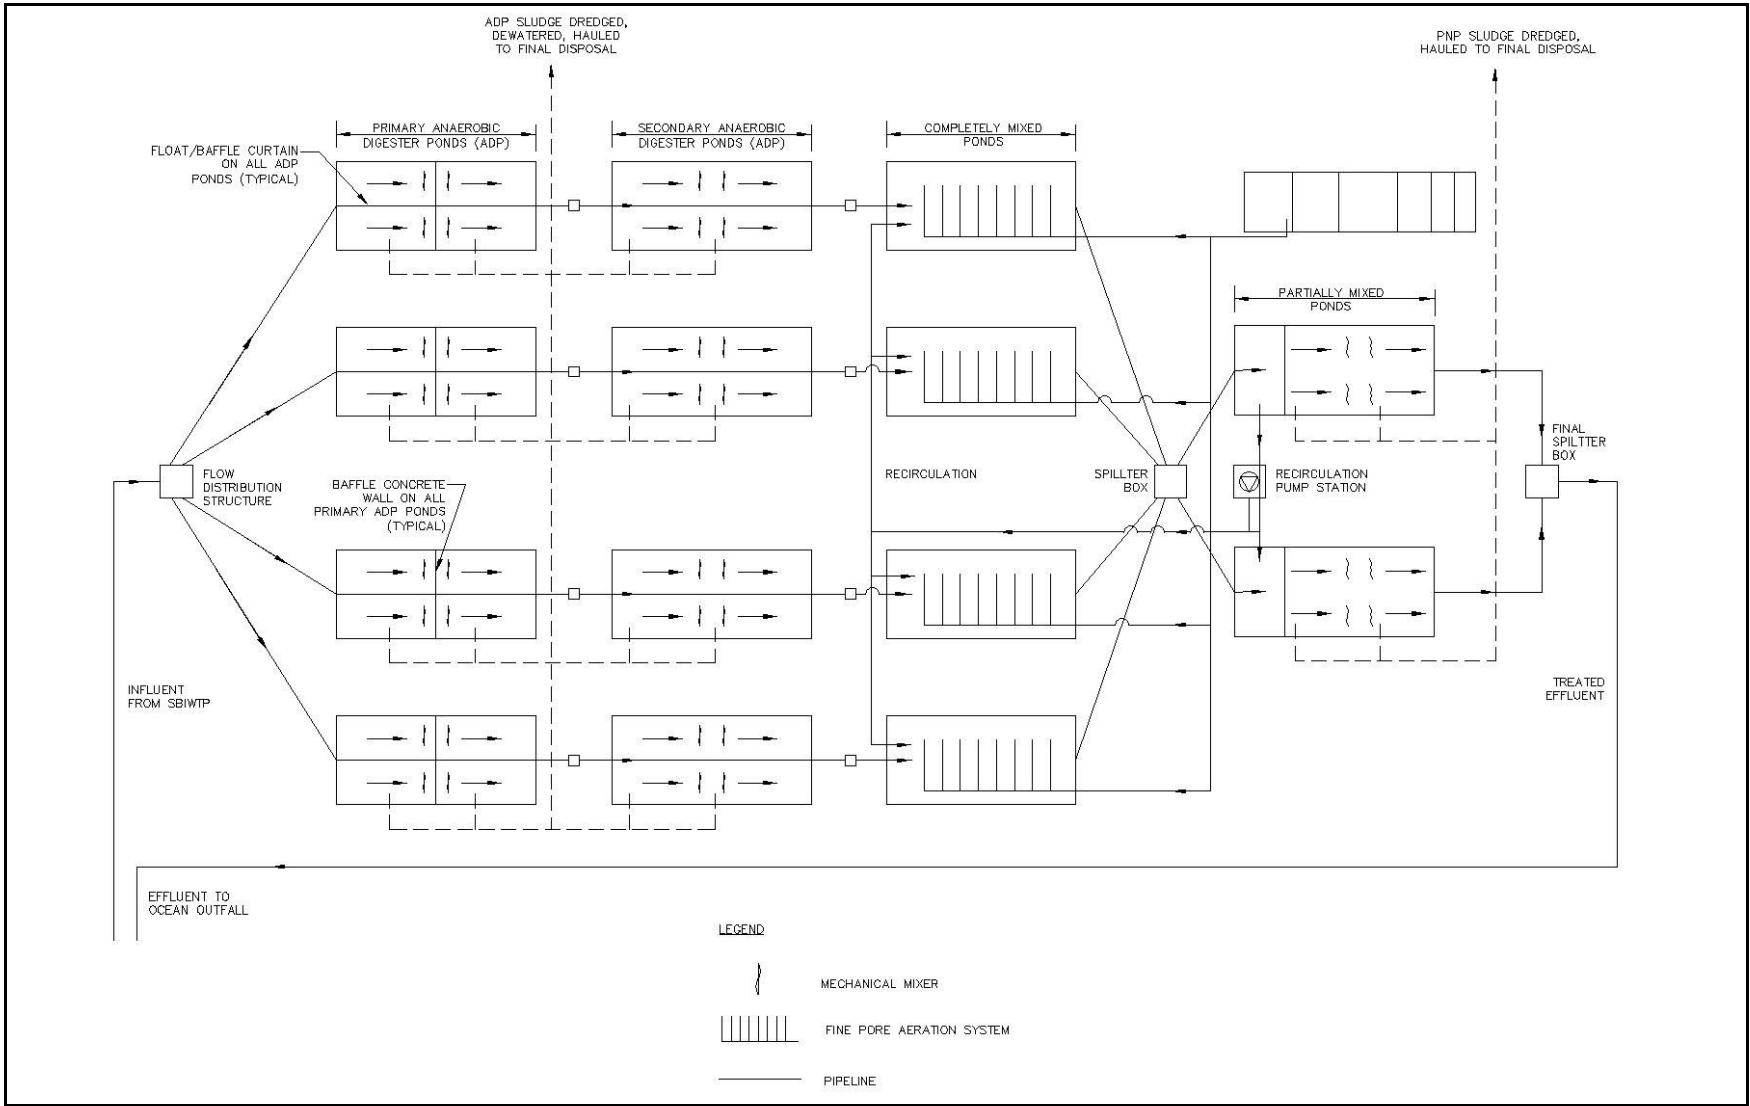 ADP SLUDGE DREDGED,
DEWATERED, HAULED
TO FINAL DISPOSAL
PNP SLUDGE DREDGED,
HAULED TO FINAL DISPOSAL
PRIMARY ANAEROBIC
DIGESTER PONDS (ADP)
SECONDARY ANAEROBIC
DIGESTER PONDS (ADP)
COMPLETELY MIXED
PONDS
FLOAT/BAFFLE CURTAIN
ON ALL ADP
PONDS (TYPICAL)
PARTIALLY MIXED
PONDS
FLOW
DISTRIBUTION
STRUCTURE
BAFFLE CONCRETE
WALL ON ALL
PRIMARY ADP PONDS
(TYPICAL)
RECIRCULATION
SPILLTER
BOX
RECIRCULATION
PUMP STATION
FINAL
SPILTTER
BOX
INFLUENT
FROM SBIWTP
TREATED
EFFLUENT
EFFLUENT TO
OCEAN OUTFALL
LEGEND
MECHANICAL MIXER
FINE PORE AERATION SYSTEM
PIPELINE